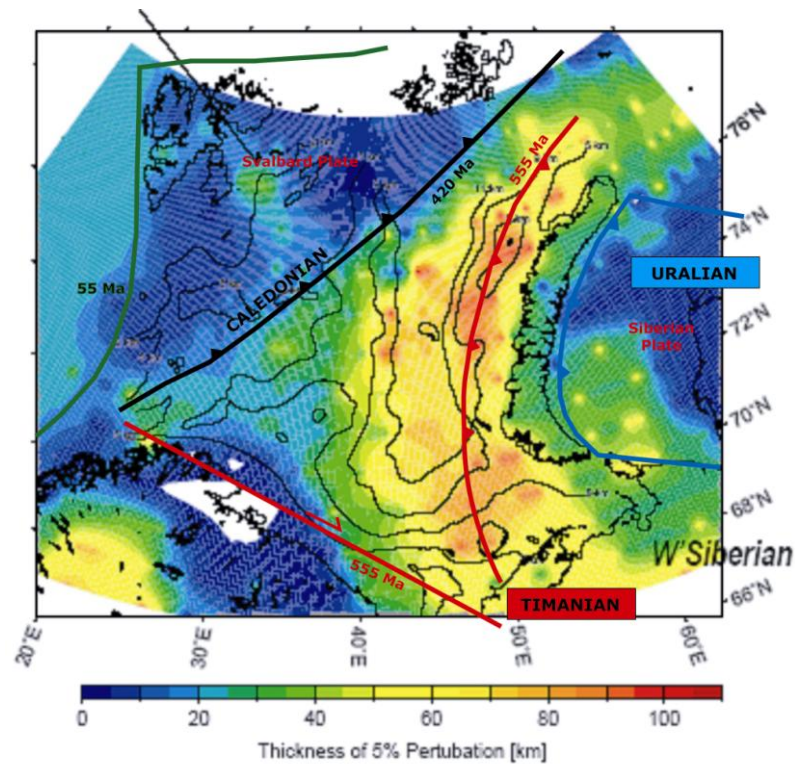 76°N
Svalbard Plate
555 Ma
420 Ma
74°N
CALEDONIAN
URALIAN
55 Ma
Siberian
Plate
72°N
70°N
68°N
W'Siberian
555 Ma
TIMANIAN
66°N
20°E
30°E
40°E
50°E
60°E
0 20 40 60 80 100
Thickness of 5% Pertubation [km]